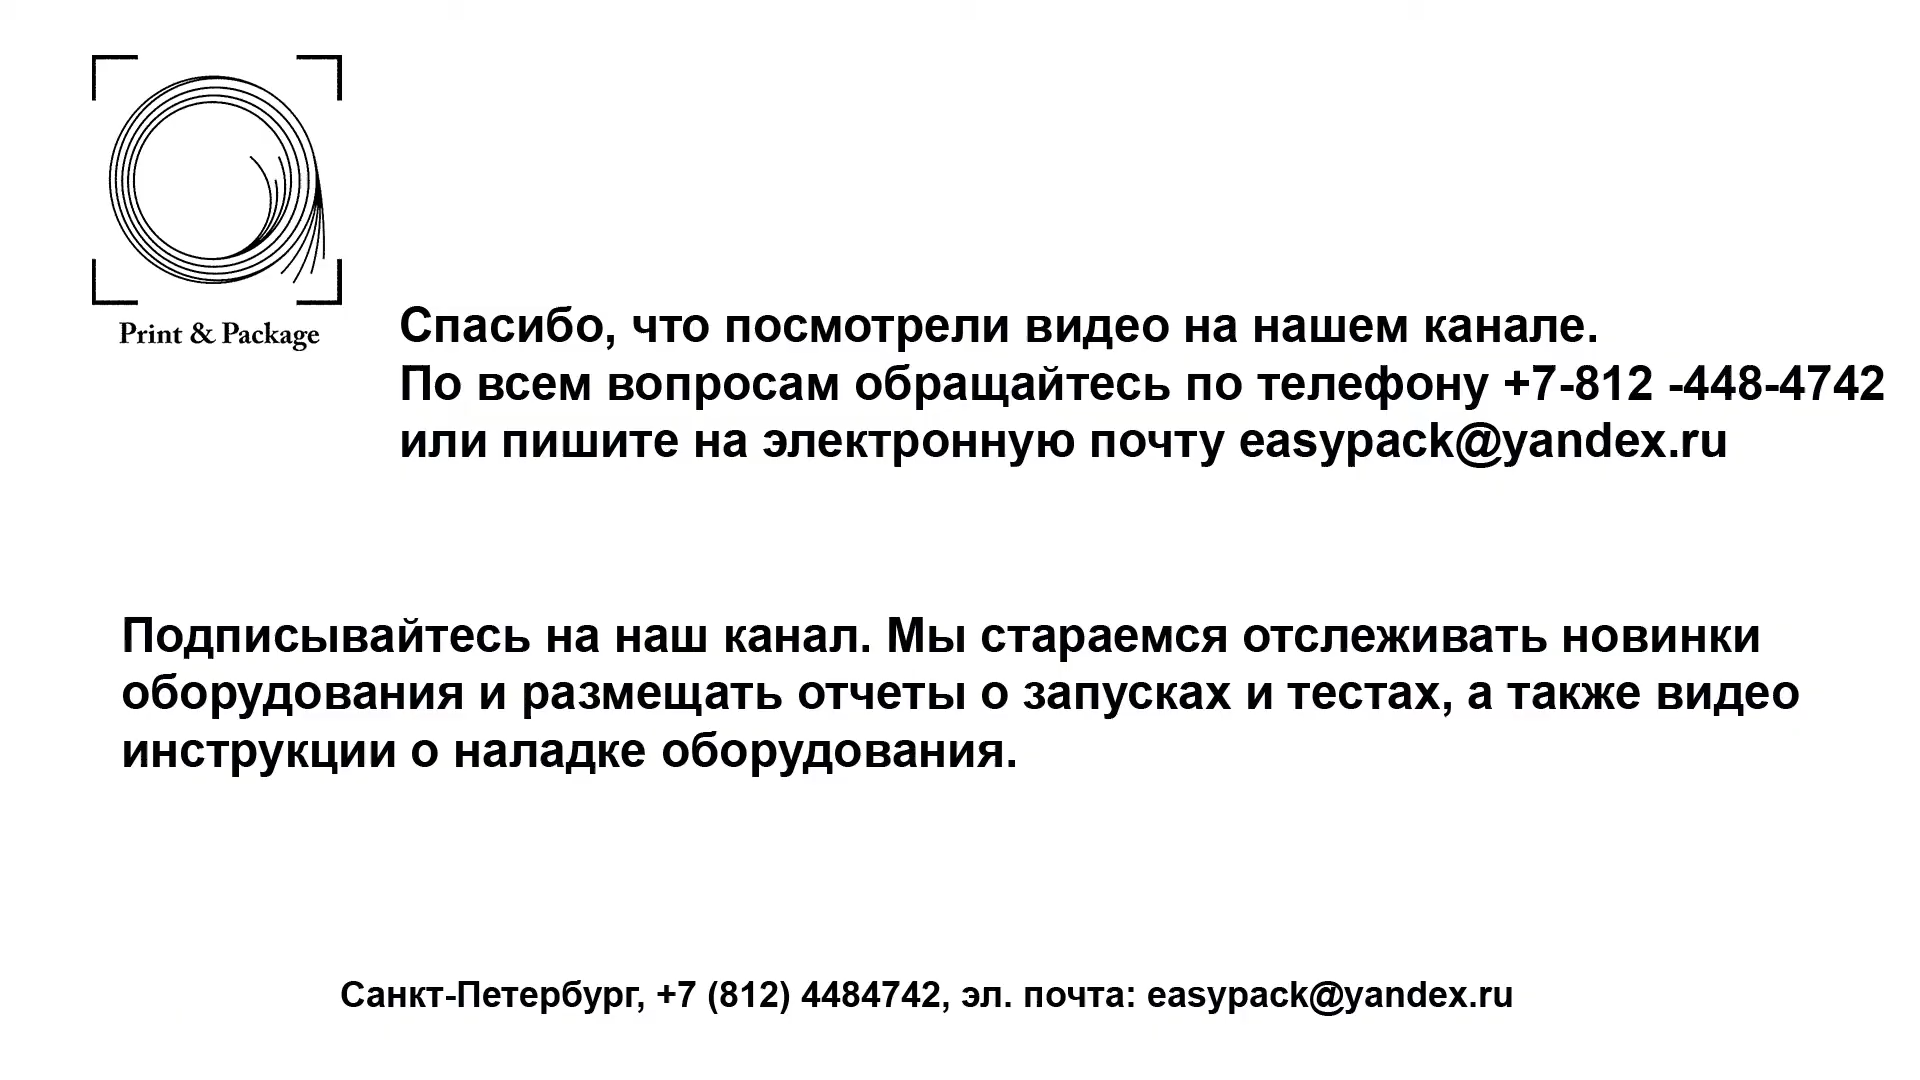 Print & Package
Спасибо, что посмотрели видео на нашем канале.
По всем вопросам обращайтесь по телефону +7-812 -448-4742
или пишите на электронную почту easypack@yandex.ru
Подписывайтесь на наш канал. Мы стараемся отслеживать новинки
оборудования и размещать отчеты о запусках и тестах, а также видео
инструкции о наладке оборудования.
Санкт-Петербург, +7 (812) 4484742, эл. почта: easypack@yandex.ru